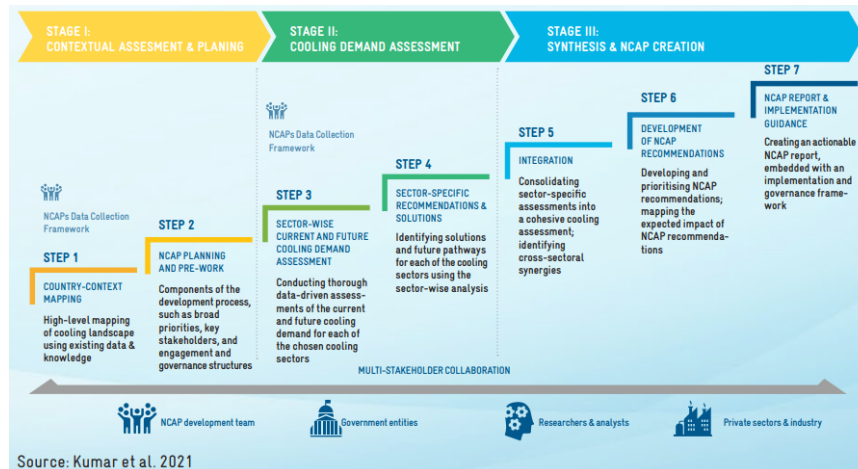 STAGE I:
CONTEXTUAL ASSESMENT & PLANING
STAGE II:
COOLING DEMAND ASSESSMENT
STAGE III:
SYNTHESIS & NCAP CREATION
NCAPs Data Collection
Framework
STEP 1
COUNTRY-CONTEXT
MAPPING
High-level mapping
of cooling landscape
using existing data &
knowledge
STEP 2
NCAP PLANNING
AND PRE-WORK
Components of the
development process,
such as broad
priorities, key
stakeholders, and
engagement and
governance structures
NCAPs Data Collection
Framework
STEP 3
SECTOR-WISE
CURRENT AND FUTURE
COOLING DEMAND
ASSESSMENT
Conducting thorough
data-driven assess-
ments of the current
and future cooling
demand for each of
the chosen cooling
sectors
STEP 4
SECTOR-SPECIFIC
RECOMMENDATIONS &
SOLUTIONS
Identifying solutions
and future pathways
for each of the cooling
sectors using the
sector-wise analysis
STEP 5
INTEGRATION
Consolidating
sector-specific
assessments into
a cohesive cooling
assessment;
identifying
cross-sectoral
synergies
STEP 6
DEVELOPMENT
OF NCAP
RECOMMENDATIONS
Developing and
prioritising NCAP
recommendations;
mapping the
expected impact of
NCAP recommenda-
tions
STEP 7
NCAP REPORT &
IMPLEMENTATION
GUIDANCE
Creating an actionable
NCAP report,
embedded with an
implementation and
governance frame-
work
MULTI-STAKEHOLDER COLLABORATION
NCAP development team
Government entities
Researchers & analysts
Private sectors & industry
Source: Kumar et al. 2021